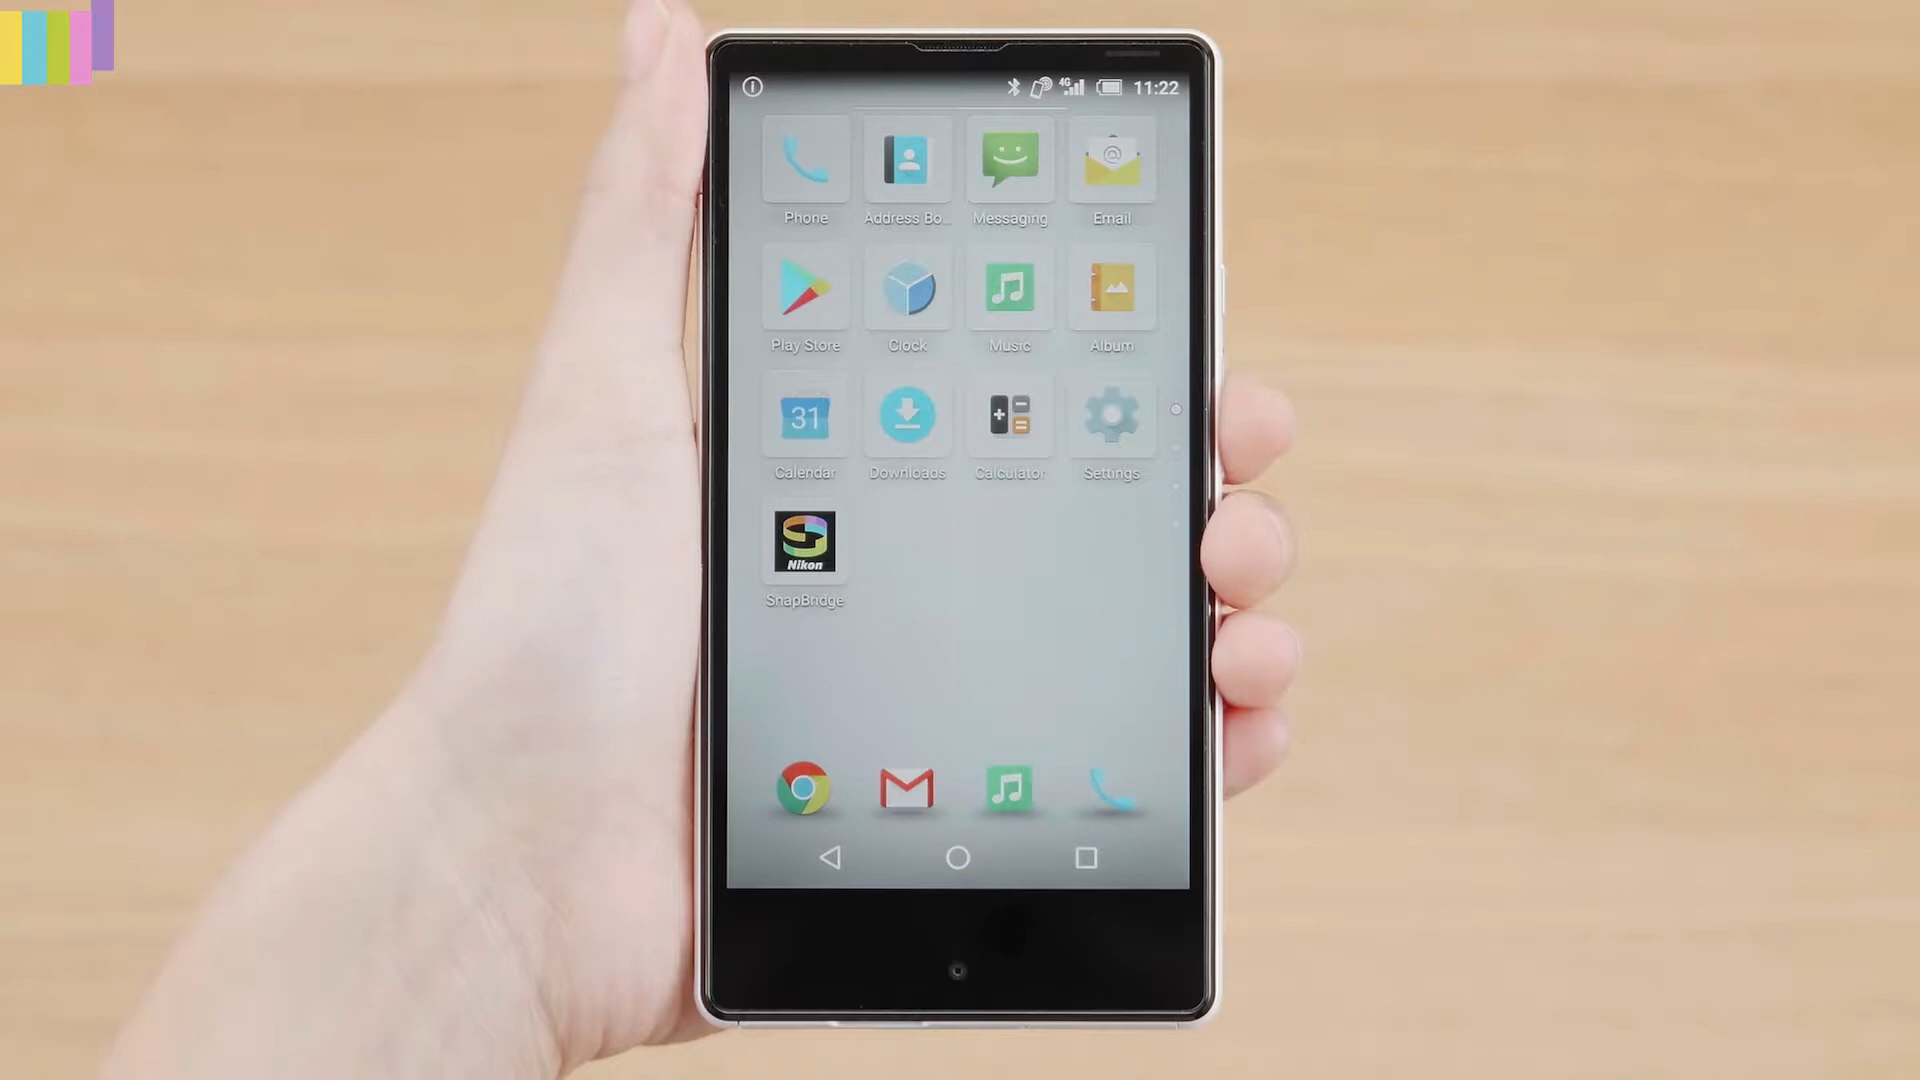 4G 11:22
Phone Address Bo... Messaging Email
Play Store Clock Music Album
31
Calendar Downloads Calculator Settings
Nikon
SnapBridge